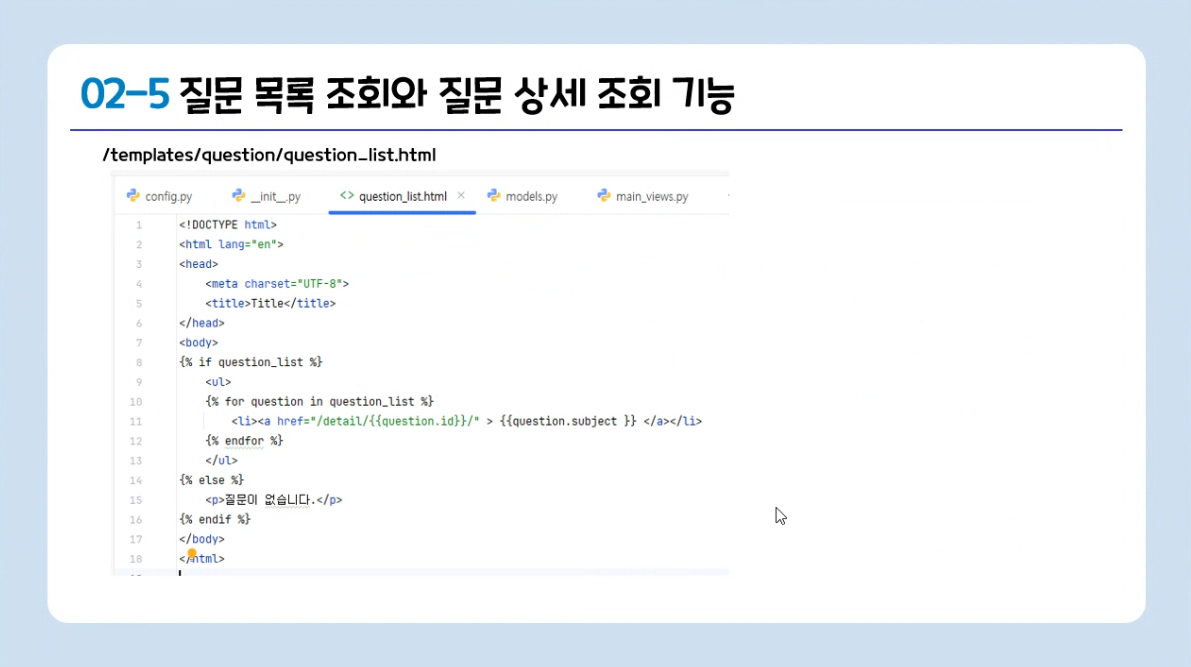 02-5 질문 목록 조회와 질문 상세 조회 기능
/templates/question/question_list.html
config.py __init__.py <> question_list.html × models.py main_views.py
1 <!DOCTYPE html>
2 <html lang="en">
3 <head>
4 <meta charset="UTF-8">
5 <title>Title</title>
6 </head>
7 <body>
8 {% if question_list %}
9 <ul>
10 {% for question in question_list %}
11 <li><a href="/detail/{{question.id}}/" > {{question.subject }} </a></li>
12 {% endfor %}
13 </ul>
14 {% else %}
15 <p>질문이 없습니다.</p>
16 {% endif %}
17 </body>
18 </html>